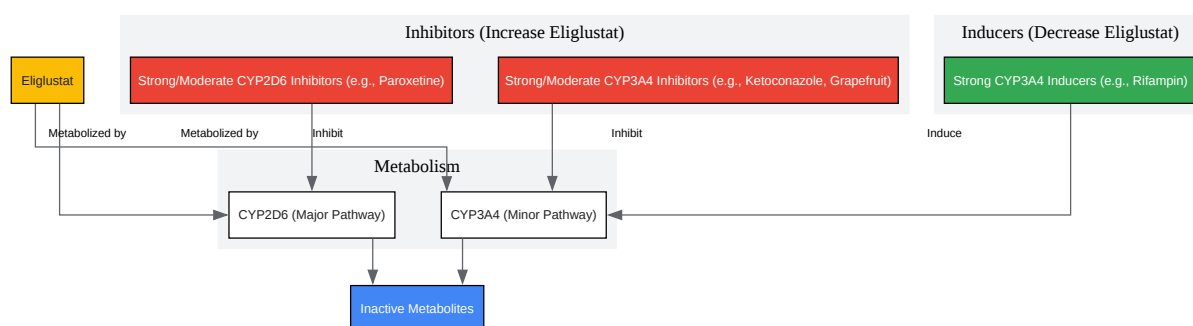 Inhibitors (Increase Eliglustat)
Inducers (Decrease Eliglustat)
Eliglustat
Strong/Moderate CYP2D6 Inhibitors (e.g., Paroxetine)
Strong/Moderate CYP3A4 Inhibitors (e.g., Ketoconazole, Grapefruit)
Strong CYP3A4 Inducers (e.g., Rifampin)
Metabolized by
Metabolized by
Inhibit
Inhibit
Induce
Metabolism
CYP2D6 (Major Pathway)
CYP3A4 (Minor Pathway)
Inactive Metabolites